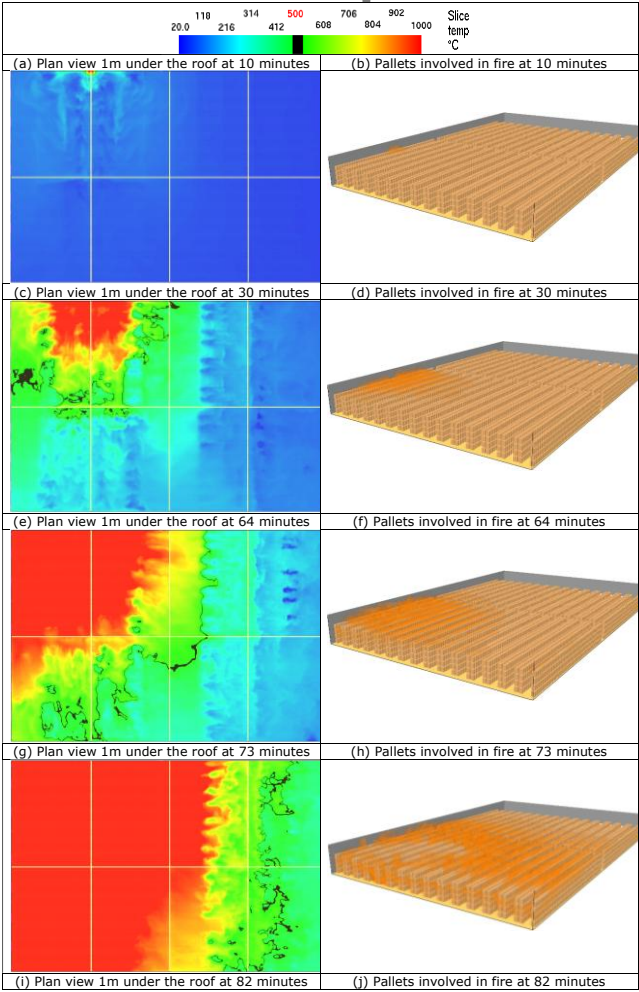 118 314 500 706 902
20.0 216 412 608 804 1000
Slice
temp
°C
(a) Plan view 1m under the roof at 10 minutes
(b) Pallets involved in fire at 10 minutes
(c) Plan view 1m under the roof at 30 minutes
(d) Pallets involved in fire at 30 minutes
(e) Plan view 1m under the roof at 64 minutes
(f) Pallets involved in fire at 64 minutes
(g) Plan view 1m under the roof at 73 minutes
(h) Pallets involved in fire at 73 minutes
(i) Plan view 1m under the roof at 82 minutes
(j) Pallets involved in fire at 82 minutes